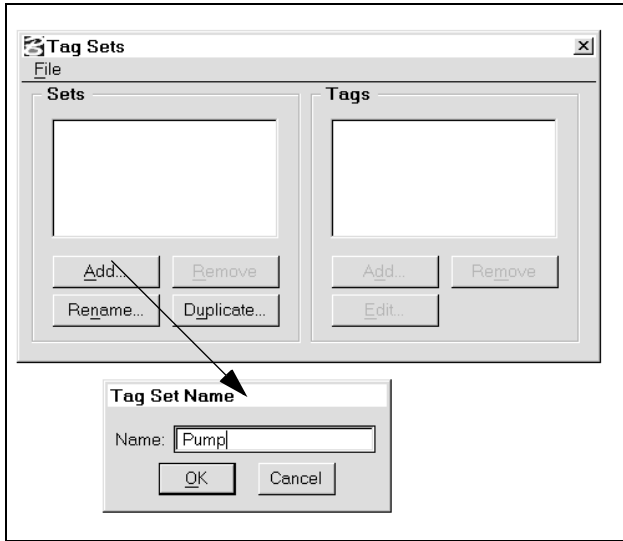 Tag Sets
File
Sets
Tags
Add...
Remove
Add...
Remove
Rename...
Duplicate...
Edit...
Tag Set Name
Name: Pump
OK
Cancel